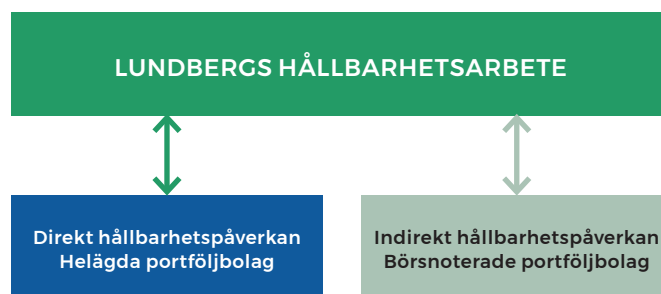 LUNDBERGS HÅLLBARHETSARBETE
Direkt hållbarhetspåverkan
Helägda portföljbolag
Indirekt hållbarhetspåverkan
Börsnoterade portföljbolag